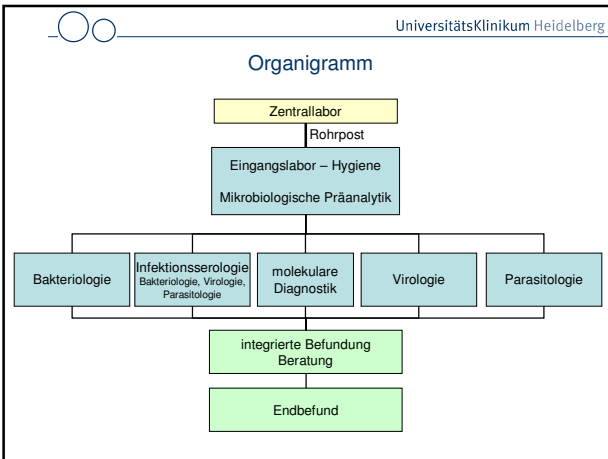 UniversitätsKlinikum Heidelberg
Organigramm
Zentrallabor
Rohrpost
Eingangslabor – Hygiene
Mikrobiologische Präanalytik
Bakteriologie
Infektionsserologie
Bakteriologie, Virologie,
Parasitologie
molekulare
Diagnostik
Virologie
Parasitologie
integrierte Befundung
Beratung
Endbefund